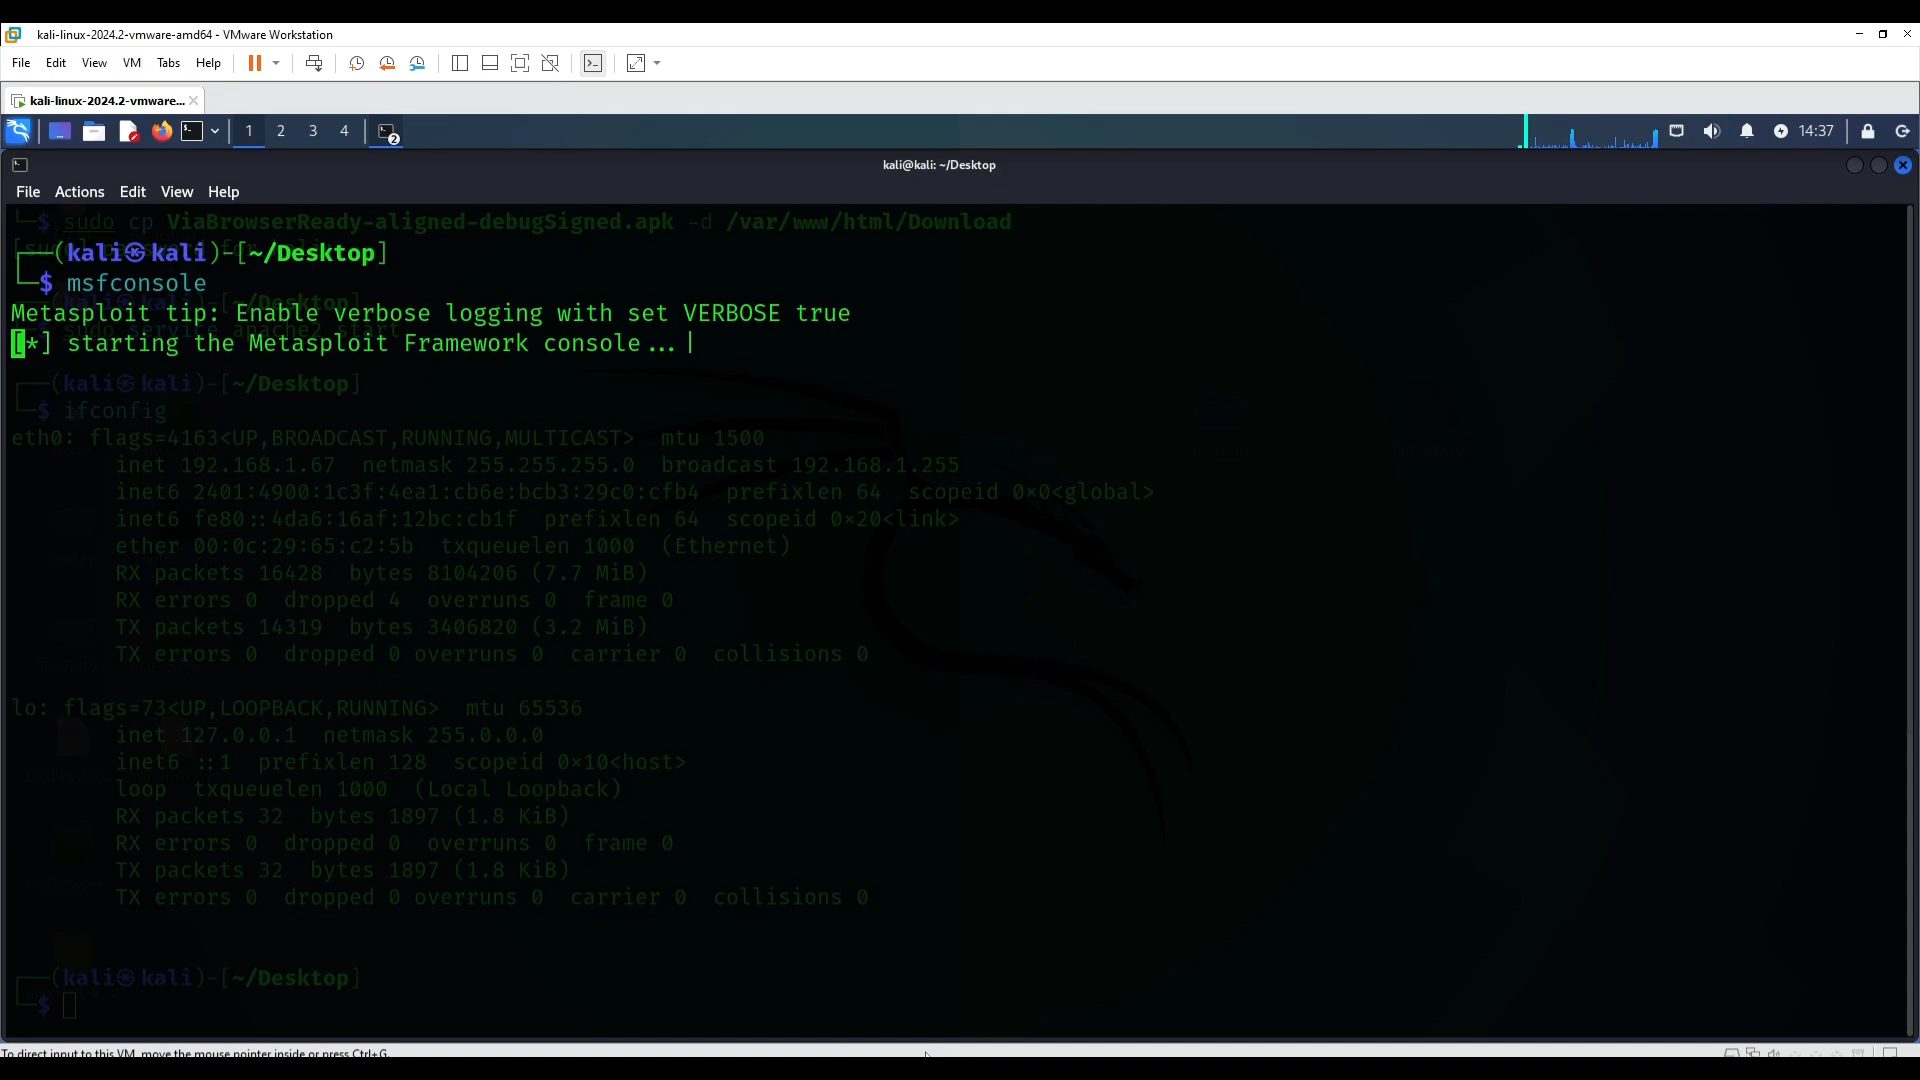 kali-linux-2024.2-vmware-amd64 - VMware Workstation
File Edit View VM Tabs Help
kali-linux-2024.2-vmware...
1 2 3 4 2 14:37
kali@kali: ~/Desktop
File Actions Edit View Help
└─$ sudo cp ViaBrowserReady-aligned-debugSigned.apk -d /var/www/html/Download
┌──(kali㉿kali)-[~/Desktop]
└─$ msfconsole
Metasploit tip: Enable verbose logging with set VERBOSE true
└─$ sudo service apache2 start
[*] starting the Metasploit Framework console...|
┌──(kali㉿kali)-[~/Desktop]
└─$ ifconfig
eth0: flags=4163<UP,BROADCAST,RUNNING,MULTICAST> mtu 1500
inet 192.168.1.67 netmask 255.255.255.0 broadcast 192.168.1.255
inet6 2401:4900:1c3f:4ea1:cb6e:bcb3:29c0:cfb4 prefixlen 64 scopeid 0×0<global>
inet6 fe80::4da6:16af:12bc:cb1f prefixlen 64 scopeid 0×20<link>
ether 00:0c:29:65:c2:5b txqueuelen 1000 (Ethernet)
RX packets 16428 bytes 8104206 (7.7 MiB)
RX errors 0 dropped 4 overruns 0 frame 0
TX packets 14319 bytes 3406820 (3.2 MiB)
TX errors 0 dropped 0 overruns 0 carrier 0 collisions 0
lo: flags=73<UP,LOOPBACK,RUNNING> mtu 65536
inet 127.0.0.1 netmask 255.0.0.0
inet6 ::1 prefixlen 128 scopeid 0×10<host>
loop txqueuelen 1000 (Local Loopback)
RX packets 32 bytes 1897 (1.8 KiB)
RX errors 0 dropped 0 overruns 0 frame 0
TX packets 32 bytes 1897 (1.8 KiB)
TX errors 0 dropped 0 overruns 0 carrier 0 collisions 0
┌──(kali㉿kali)-[~/Desktop]
└─$
To direct input to this VM, move the mouse pointer inside or press Ctrl+G.